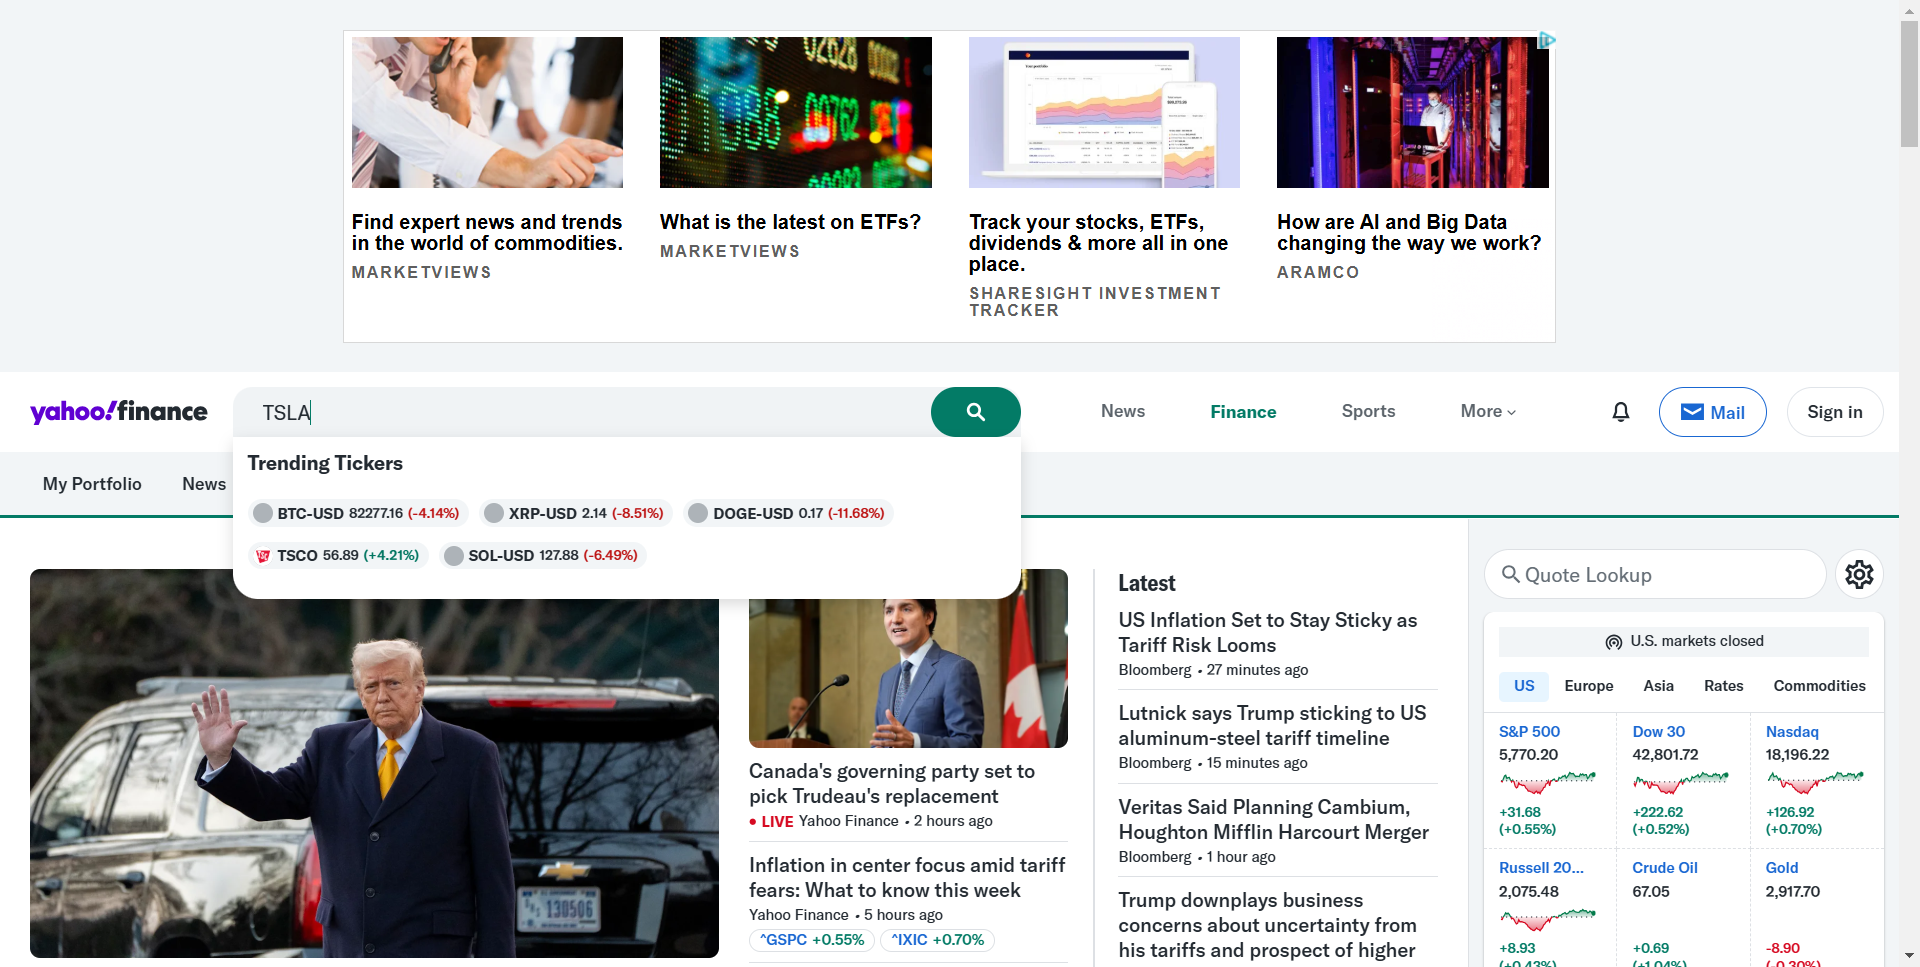 Find expert news and trends
in the world of commodities.
MARKETVIEWS
What is the latest on ETFs?
MARKETVIEWS
Track your stocks, ETFs,
dividends & more all in one
place.
SHARESIGHT INVESTMENT
TRACKER
How are AI and Big Data
changing the way we work?
ARAMCO
yahoo!finance
TSLA
News
Finance
Sports
More
Mail
Sign in
My Portfolio
News
Trending Tickers
BTC-USD 82277.16 (-4.14%)
XRP-USD 2.14 (-8.51%)
DOGE-USD 0.17 (-11.68%)
TSCO 56.89 (+4.21%)
SOL-USD 127.88 (-6.49%)
130506
Canada's governing party set to
pick Trudeau's replacement
• LIVE Yahoo Finance • 2 hours ago
Inflation in center focus amid tariff
fears: What to know this week
Yahoo Finance • 5 hours ago
^GSPC +0.55%
^IXIC +0.70%
Latest
US Inflation Set to Stay Sticky as
Tariff Risk Looms
Bloomberg • 27 minutes ago
Lutnick says Trump sticking to US
aluminum-steel tariff timeline
Bloomberg • 15 minutes ago
Veritas Said Planning Cambium,
Houghton Mifflin Harcourt Merger
Bloomberg • 1 hour ago
Trump downplays business
concerns about uncertainty from
his tariffs and prospect of higher
Quote Lookup
U.S. markets closed
US
Europe
Asia
Rates
Commodities
S&P 500
5,770.20
+31.68
(+0.55%)
Dow 30
42,801.72
+222.62
(+0.52%)
Nasdaq
18,196.22
+126.92
(+0.70%)
Russell 20...
2,075.48
+8.93
(+0.43%)
Crude Oil
67.05
+0.69
(+1.04%)
Gold
2,917.70
-8.90
(-0.30%)